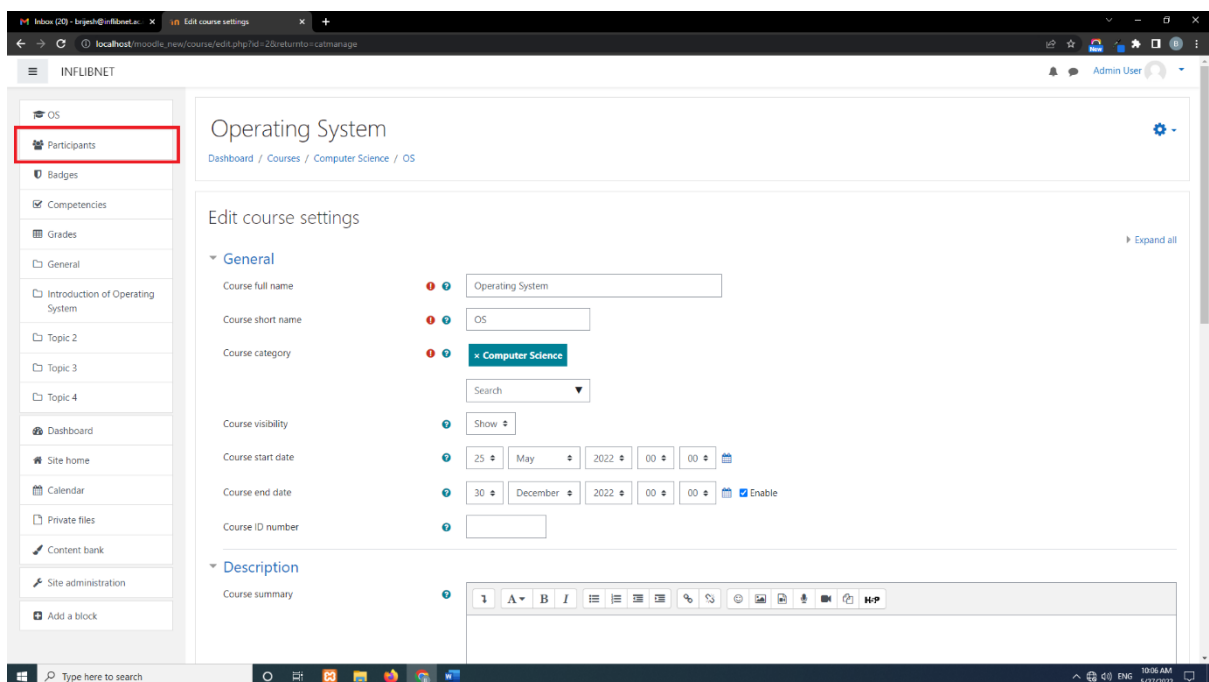 Inbox (20) - brijesh@inflibnet.ac.
Edit course settings
localhost/moodle_new/course/edit.php?id=2&returnto=catmanage
New
INFLIBNET
Admin User
OS
Participants
Badges
Competencies
Grades
General
Introduction of Operating
System
Topic 2
Topic 3
Topic 4
Dashboard
Site home
Calendar
Private files
Content bank
Site administration
Add a block
Operating System
Dashboard / Courses / Computer Science / OS
Edit course settings
Expand all
General
Course full name
Operating System
Course short name
OS
Course category
× Computer Science
Search
Course visibility
Show
Course start date
25 May 2022 00 00
Course end date
30 December 2022 00 00 Enable
Course ID number
Description
Course summary
A B I H-P
Type here to search
ENG
10:06 AM